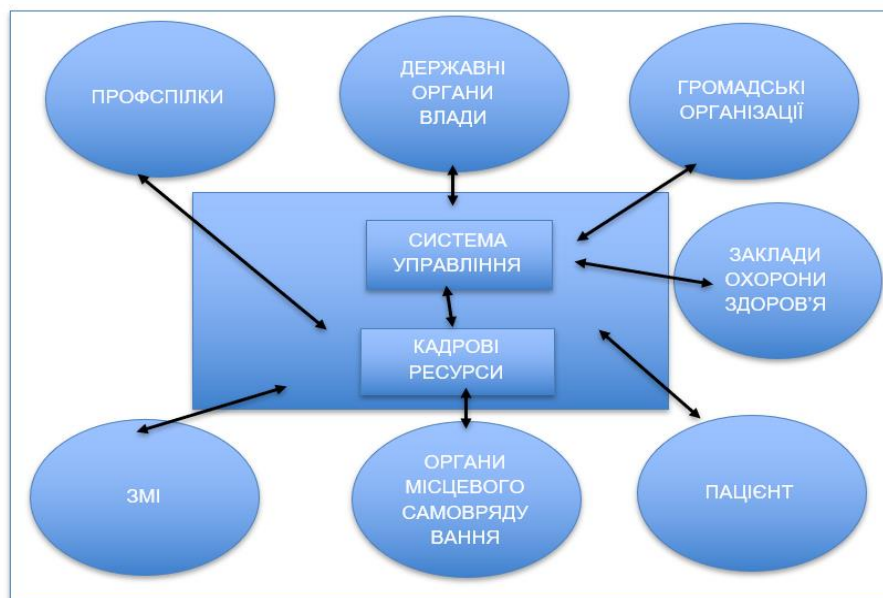 ПРОФСПІЛКИ
ДЕРЖАВНІ
ОРГАНИ
ВЛАДИ
ГРОМАДСЬКІ
ОРГАНІЗАЦІЇ
СИСТЕМА
УПРАВЛІННЯ
ЗАКЛАДИ
ОХОРОНИ
ЗДОРОВ'Я
КАДРОВІ
РЕСУРСИ
ЗМІ
ОРГАНИ
МІСЦЕВОГО
САМОВРЯДУ
ВАННЯ
ПАЦІЄНТ